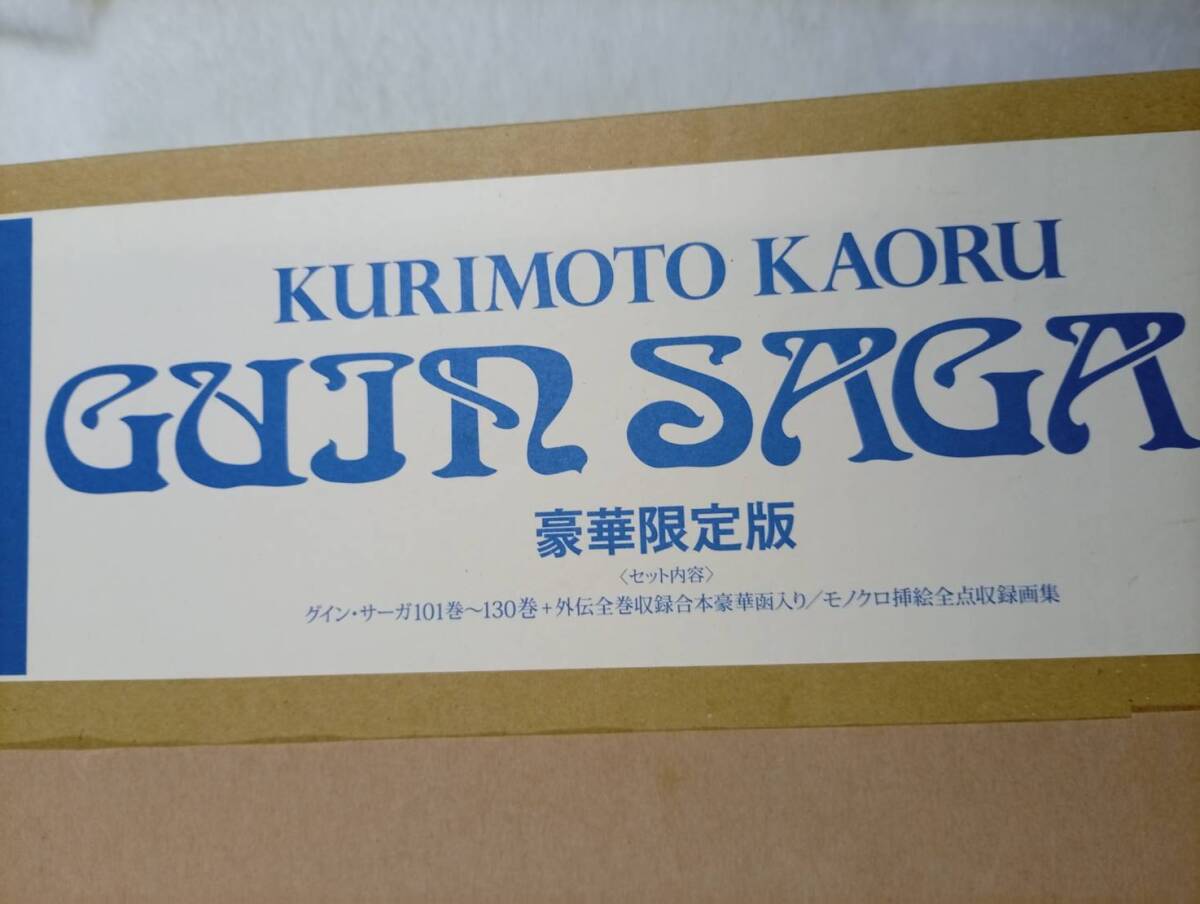 KURIMOTO KAORU
GUIN SAGA
豪華限定版
〈セット内容〉
グイン・サーガ101巻～130巻+外伝全巻収録合本豪華函入り/モノクロ挿絵全点収録画集